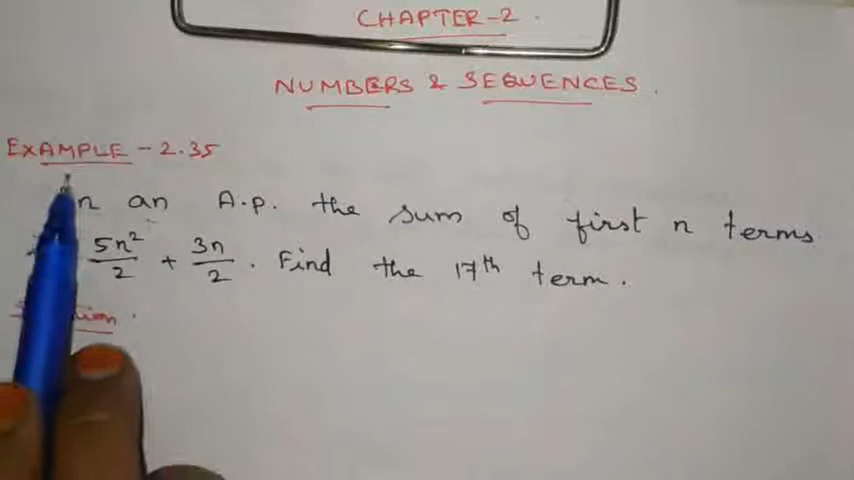 CHAPTER-2
NUMBERS & SEQUENCES
EXAMPLE - 2.35
an A.P. the sum of first n terms
5n²/2 + 3n/2 . Find the 17th term.